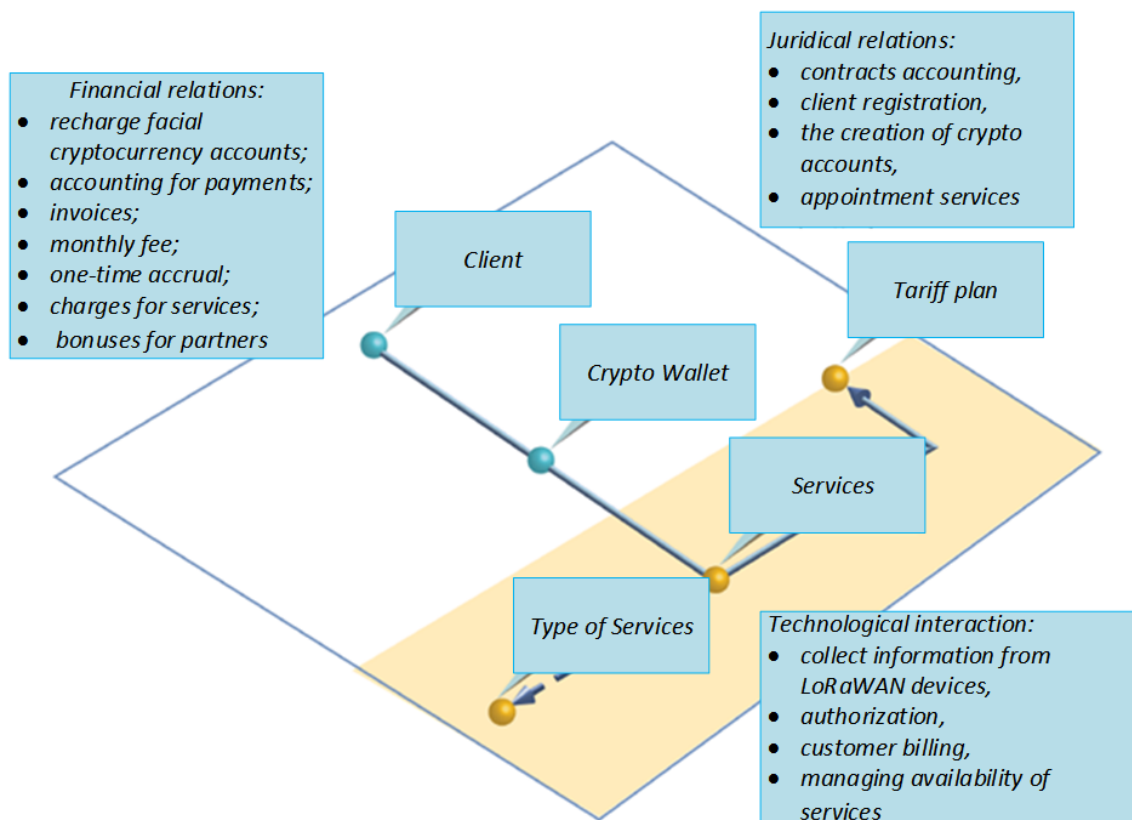 Financial relations:
• recharge facial
cryptocurrency accounts;
• accounting for payments;
• invoices;
• monthly fee;
• one-time accrual;
• charges for services;
• bonuses for partners
Juridical relations:
• contracts accounting,
• client registration,
• the creation of crypto
accounts,
• appointment services
Client
Tariff plan
Crypto Wallet
Services
Type of Services
Technological interaction:
• collect information from
LoRaWAN devices,
• authorization,
• customer billing,
• managing availability of
services